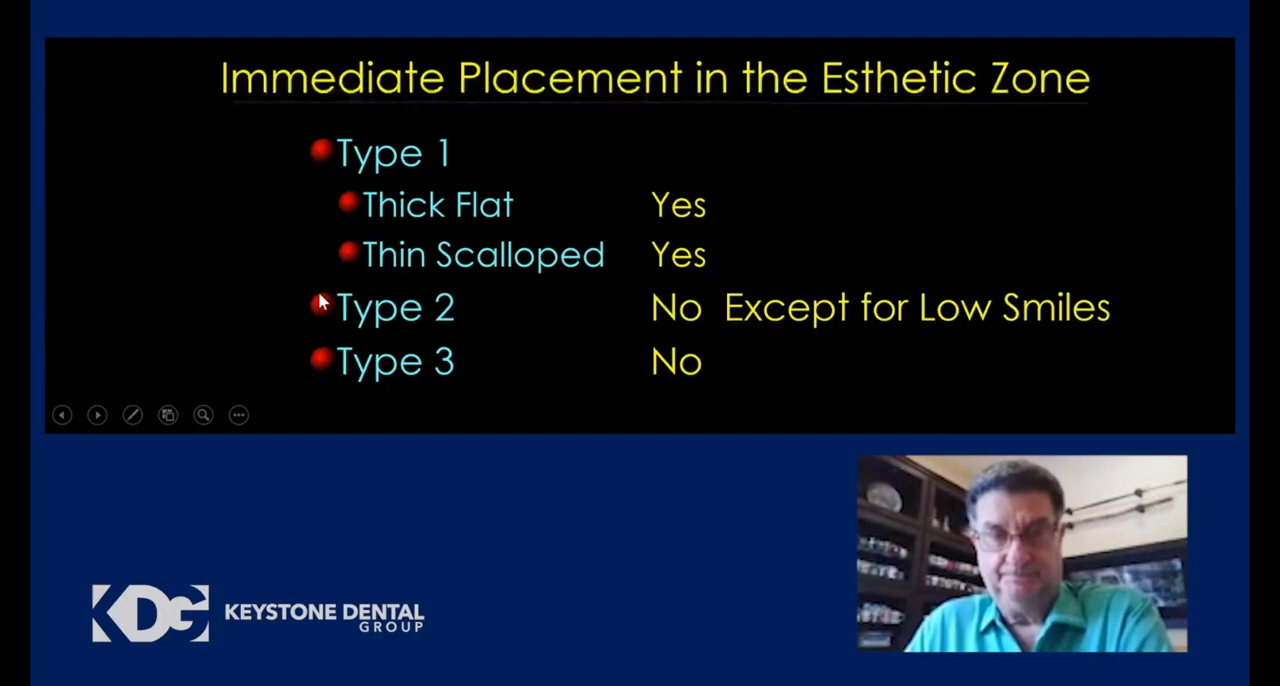 Immediate Placement in the Esthetic Zone
Type 1
Thick Flat Yes
Thin Scalloped Yes
Type 2 No Except for Low Smiles
Type 3 No
KDG KEYSTONE DENTAL
GROUP